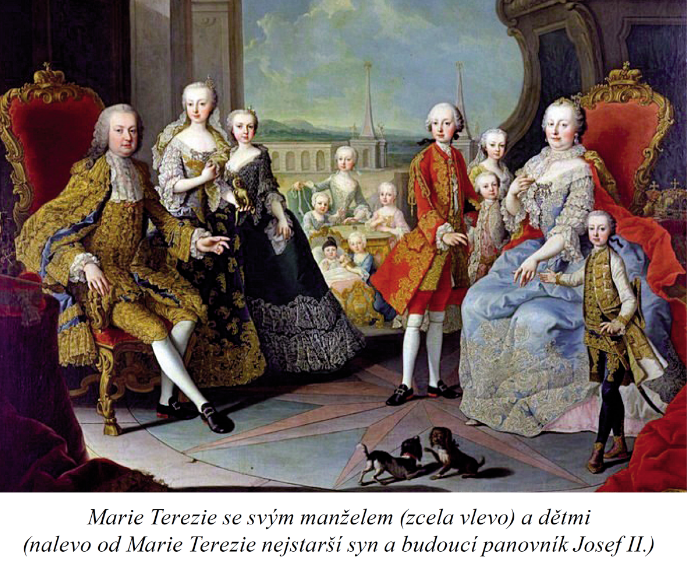 Marie Terezie se svým manželem (zcela vlevo) a dětmi
(nalevo od Marie Terezie nejstarší syn a budoucí panovník Josef II.)